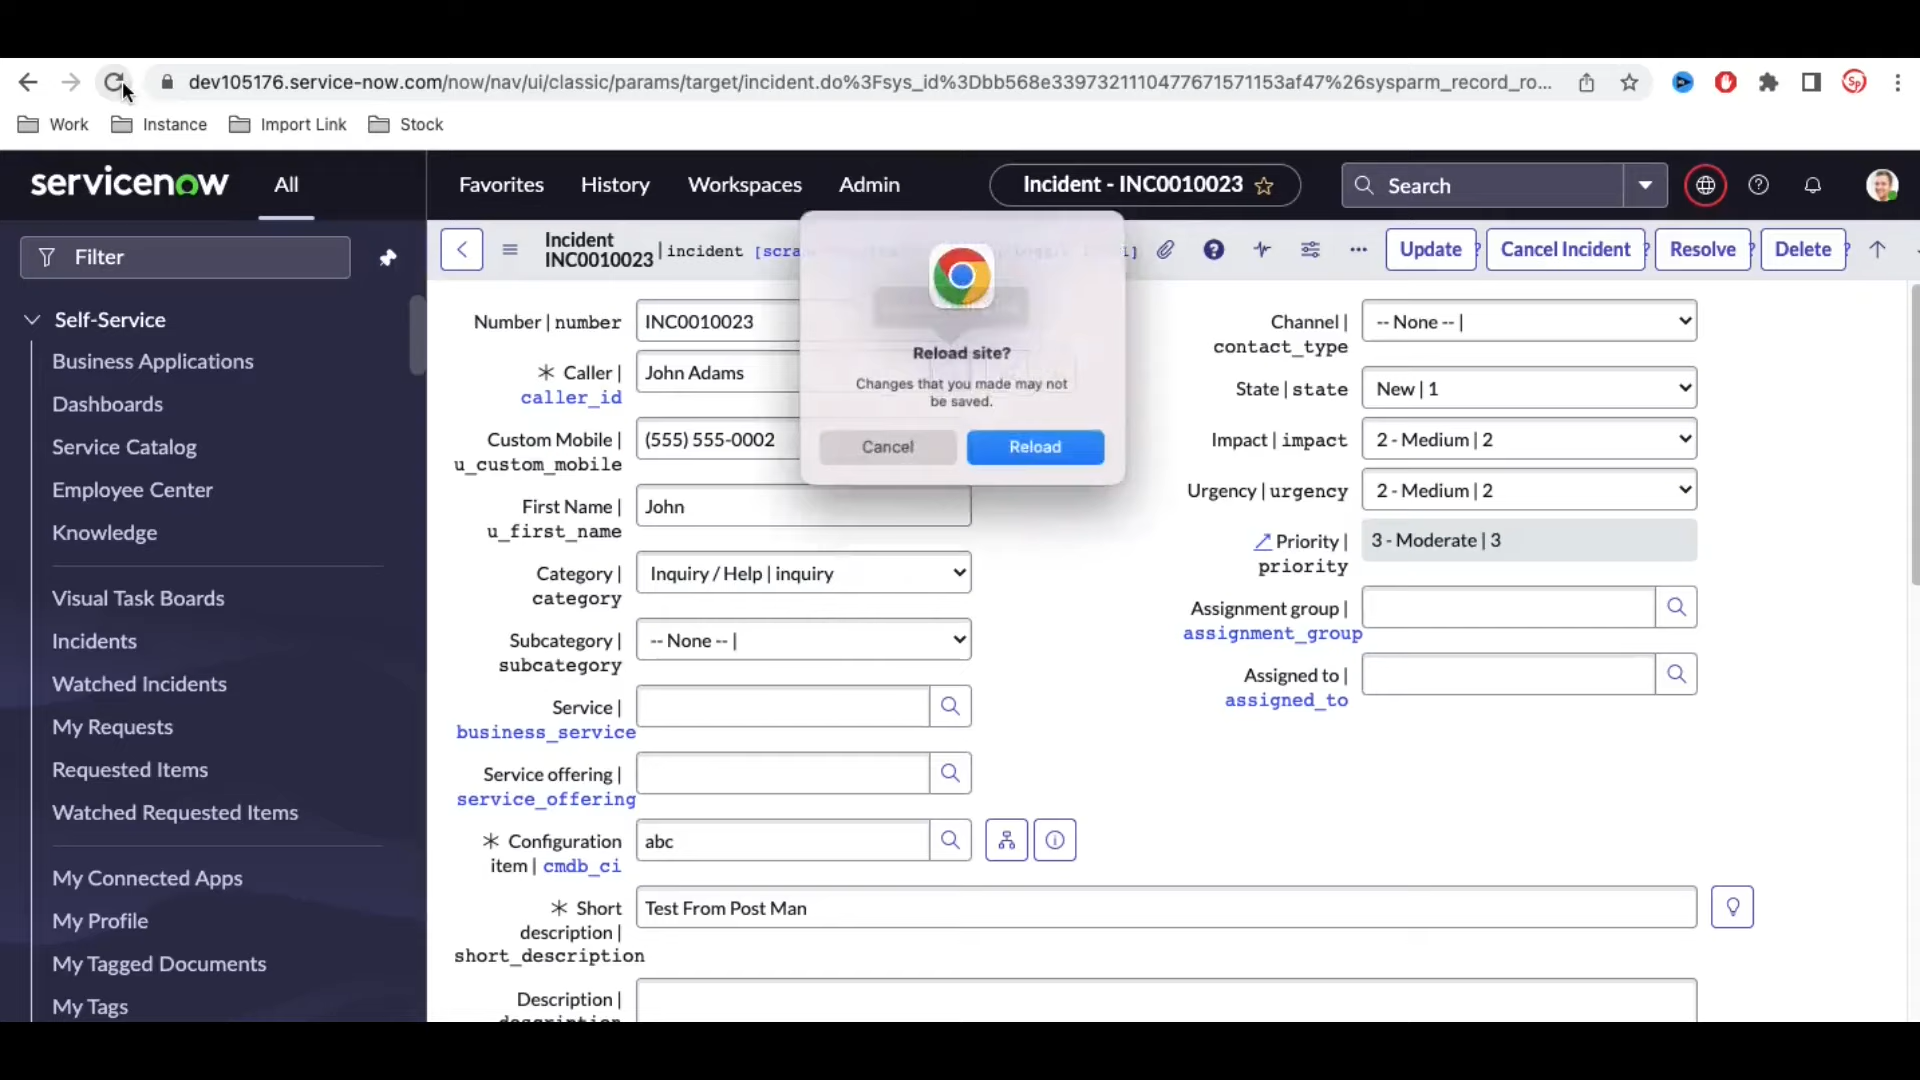 dev105176.service-now.com/now/nav/ui/classic/params/target/incident.do%3Fsys_id%3Dbb568e3397321110477671571153af47%26sysparm_record_ro...
Sp
Work
Instance
Import Link
Stock
servicenow
All
Favorites
History
Workspaces
Admin
Incident - INC0010023
Search
Filter
Incident
INC0010023
| incident [scra
Update
Cancel Incident
Resolve
Delete
Self-Service
Business Applications
Dashboards
Service Catalog
Employee Center
Knowledge
Visual Task Boards
Incidents
Watched Incidents
My Requests
Requested Items
Watched Requested Items
My Connected Apps
My Profile
My Tagged Documents
My Tags
Number | number
INC0010023
Caller |
caller_id
John Adams
Custom Mobile |
u_custom_mobile
(555) 555-0002
First Name |
u_first_name
John
Category |
category
Inquiry / Help | inquiry
Subcategory |
subcategory
-- None -- |
Service |
business_service
Service offering |
service_offering
Configuration
item | cmdb_ci
abc
Short
description |
short_description
Test From Post Man
Description |
Reload site?
Changes that you made may not
be saved.
Cancel
Reload
Channel |
contact_type
-- None -- |
State | state
New | 1
Impact | impact
2 - Medium | 2
Urgency | urgency
2 - Medium | 2
Priority |
priority
3 - Moderate | 3
Assignment group |
assignment_group
Assigned to |
assigned_to